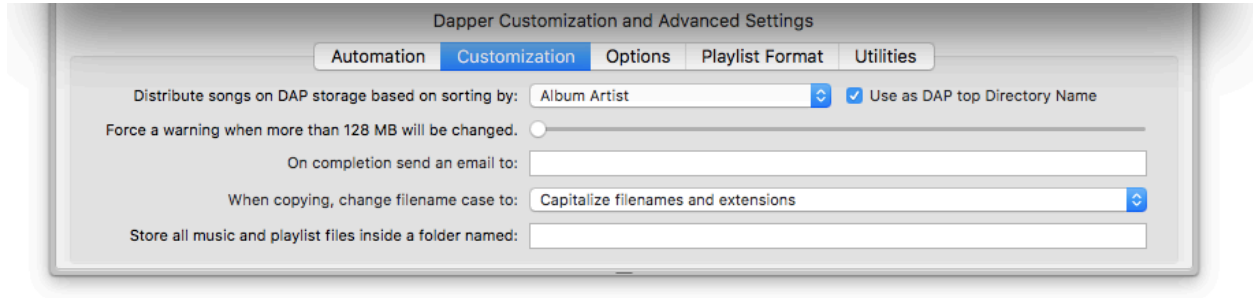 Dapper Customization and Advanced Settings
Automation Customization Options Playlist Format Utilities
Distribute songs on DAP storage based on sorting by: Album Artist Use as DAP top Directory Name
Force a warning when more than 128 MB will be changed.
On completion send an email to:
When copying, change filename case to: Capitalize filenames and extensions
Store all music and playlist files inside a folder named: